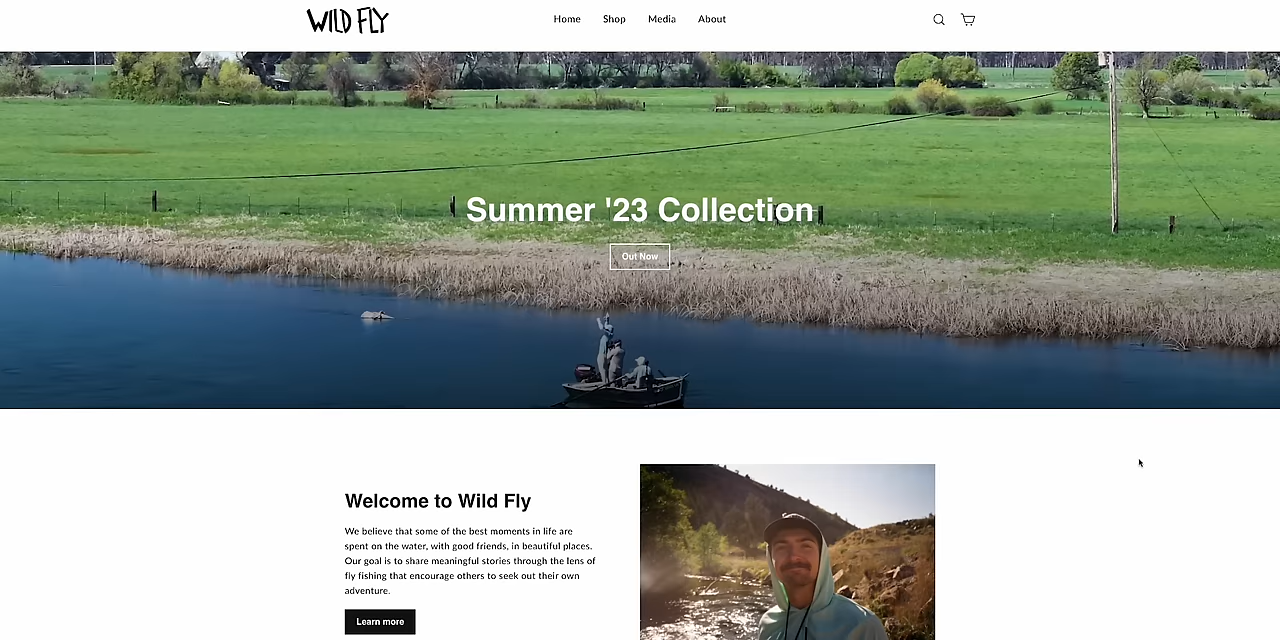 WILD FLY
Home Shop Media About
Summer '23 Collection
Out Now
Welcome to Wild Fly
We believe that some of the best moments in life are
spent on the water, with good friends, in beautiful places.
Our goal is to share meaningful stories through the lens of
fly fishing that encourage others to seek out their own
adventure.
Learn more